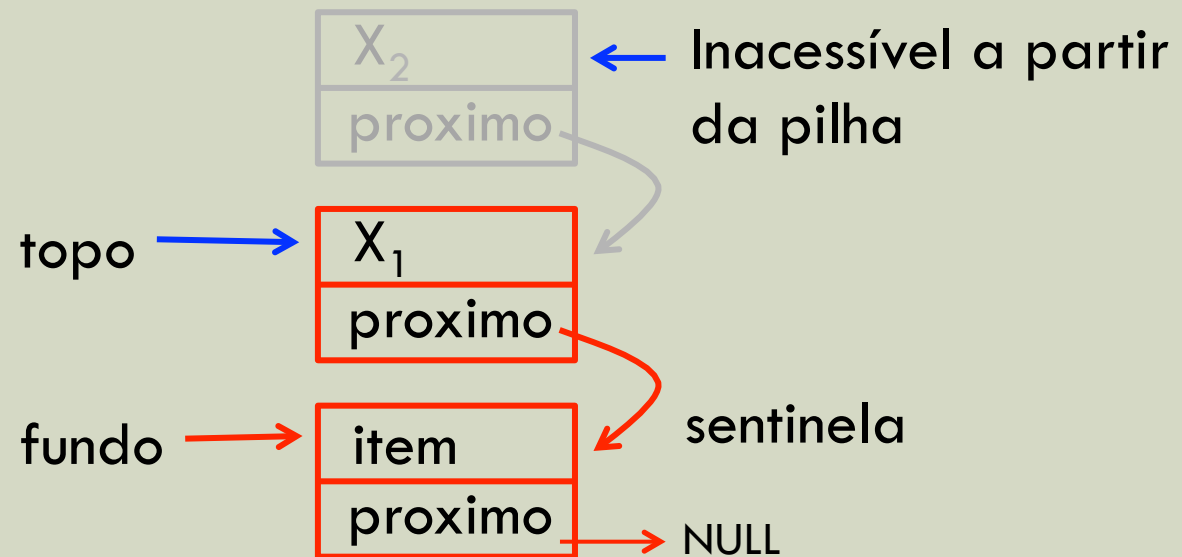 X₂
Inacessível a partir
da pilha
proximo
topo
X₁
proximo
fundo
item
sentinela
proximo
NULL